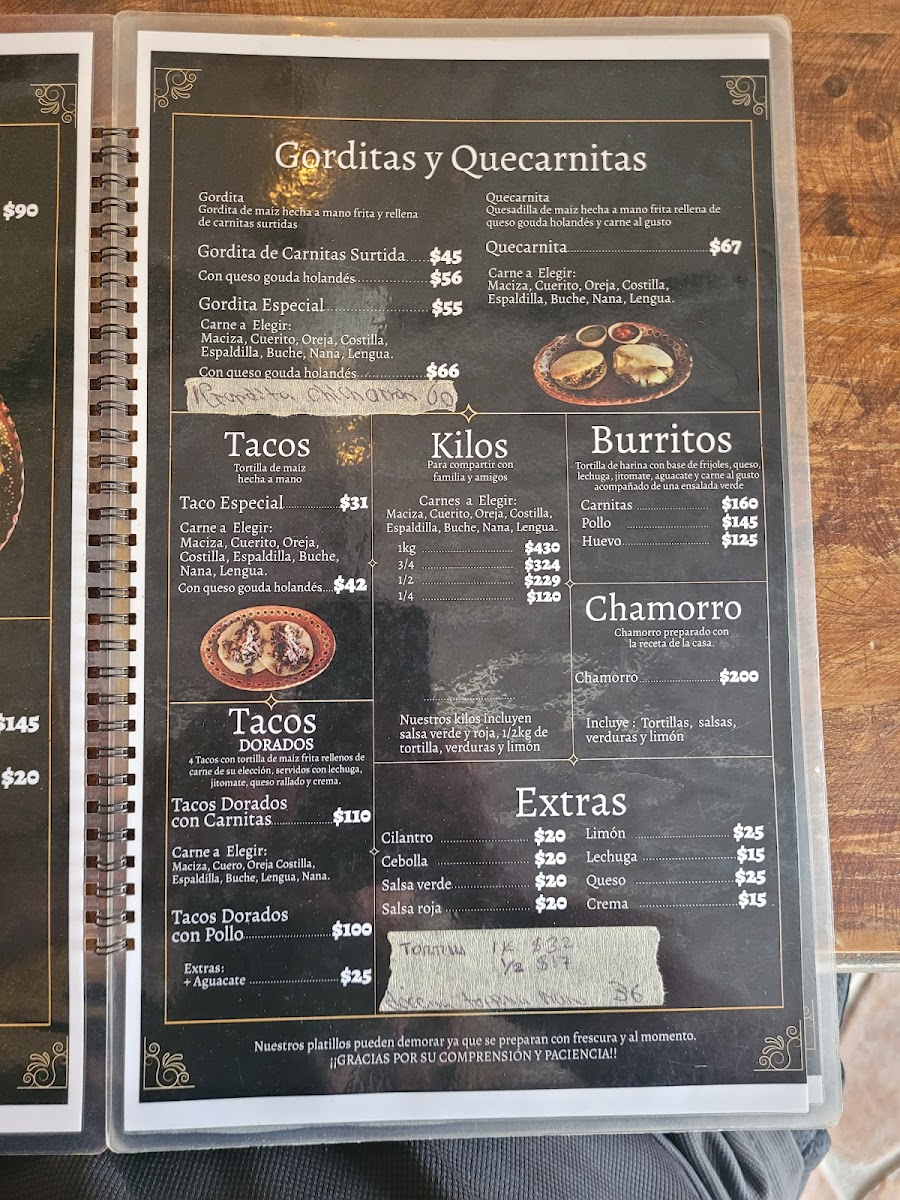 $90
$145
$20
Gorditas y Quecarnitas
Gordita
Gordita de maíz hecha a mano frita y rellena
de carnitas surtidas
Gordita de Carnitas Surtida......$45
Con queso gouda holandés........$56
Gordita Especial........$55
Carne a Elegir:
Maciza, Cuerito, Oreja, Costilla,
Espaldilla, Buche, Nana, Lengua.
Con queso gouda holandés........$66
Quecarnita
Quesadilla de maíz hecha a mano frita rellena de
queso gouda holandés y carne al gusto
Quecarnita........$67
Carne a Elegir:
Maciza, Cuerito, Oreja, Costilla,
Espaldilla, Buche, Nana, Lengua.
Tacos
Tortilla de maíz
hecha a mano
Taco Especial........$31
Carne a Elegir:
Maciza, Cuerito, Oreja,
Costilla, Espaldilla, Buche,
Nana, Lengua.
Con queso gouda holandés....$42
Kilos
Para compartir con
familia y amigos
Carnes a Elegir:
Maciza, Cuerito, Oreja, Costilla,
Espaldilla, Buche, Nana, Lengua.
1kg ........ $430
3/4 ........ $324
1/2 ........ $229
1/4 ........ $120
Nuestros kilos incluyen
salsa verde y roja, 1/2kg de
tortilla, verduras y limón
Burritos
Tortilla de harina con base de frijoles, queso,
lechuga, jitomate, aguacate y carne al gusto
acompañado de una ensalada verde
Carnitas ........ $160
Pollo ........ $145
Huevo ........ $125
Chamorro
Chamorro preparado con
la receta de la casa.
Chamorro........$200
Incluye : Tortillas, salsas,
verduras y limón
Tacos
DORADOS
4 Tacos con tortilla de maíz frita rellenos de
carne de su elección, servidos con lechuga,
jitomate, queso rallado y crema.
Tacos Dorados
con Carnitas........$110
Carne a Elegir:
Maciza, Cuero, Oreja Costilla,
Espaldilla, Buche, Lengua, Nana.
Tacos Dorados
con Pollo........$100
Extras:
+ Aguacate ........$25
Extras
Cilantro ........ $20
Cebolla ........ $20
Salsa verde........ $20
Salsa roja ........ $20
Limón ........ $25
Lechuga ........ $15
Queso ........ $25
Crema ........ $15
TORTILLA 1K $32
1/2 $17
36
Nuestros platillos pueden demorar ya que se preparan con frescura y al momento.
¡¡GRACIAS POR SU COMPRENSIÓN Y PACIENCIA!!